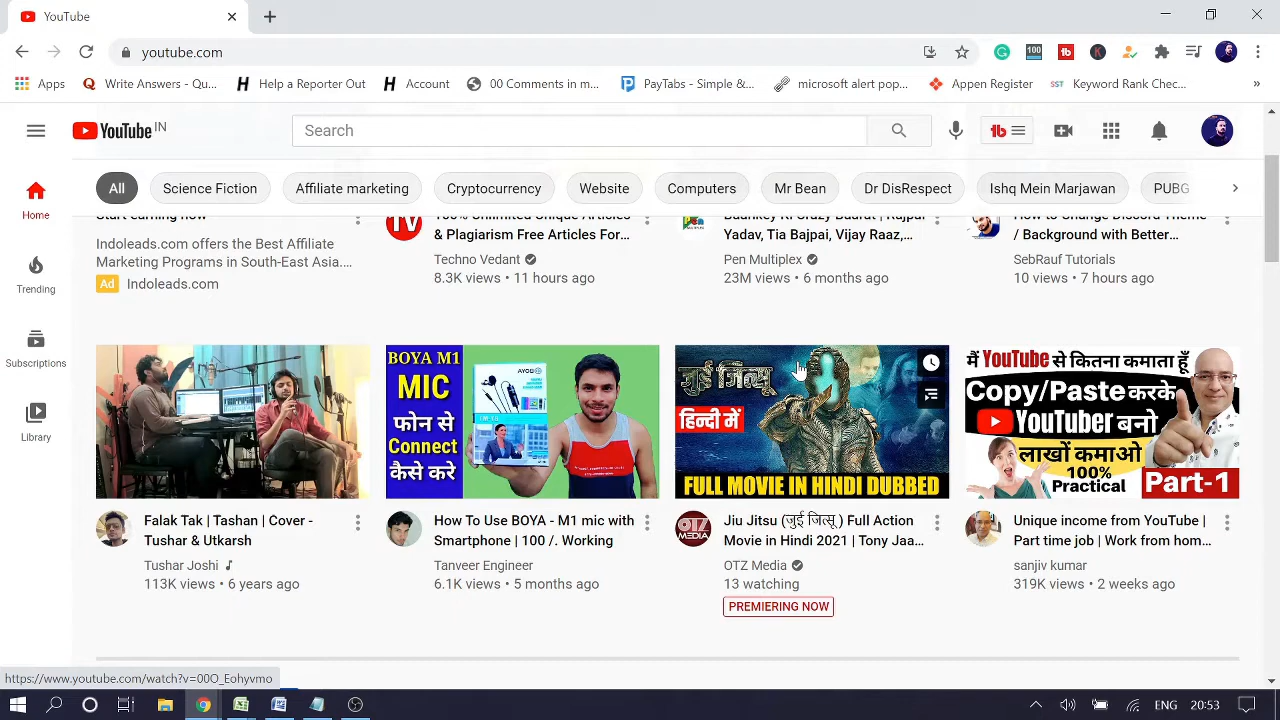 YouTube
youtube.com
Apps
Write Answers - Qu...
Help a Reporter Out
Account
00 Comments in m...
PayTabs - Simple &...
microsoft alert pop...
Appen Register
Keyword Rank Chec...
YouTube IN
Search
All
Science Fiction
Affiliate marketing
Cryptocurrency
Website
Computers
Mr Bean
Dr DisRespect
Ishq Mein Marjawan
PUBG
Home
Trending
Subscriptions
Library
Start earning now
Indoleads.com offers the Best Affiliate
Marketing Programs in South-East Asia....
Ad Indoleads.com
100% Unlimited Unique Articles
& Plagiarism Free Articles For...
Techno Vedant
8.3K views • 11 hours ago
Baankey Ki Crazy Baarat | Rajpal
Yadav, Tia Bajpai, Vijay Raaz,...
Pen Multiplex
23M views • 6 months ago
How to Change Discord Theme
/ Background with Better...
SebRauf Tutorials
10 views • 7 hours ago
Falak Tak | Tashan | Cover -
Tushar & Utkarsh
Tushar Joshi
113K views • 6 years ago
BOYA M1
MIC
फोन से
Connect
कैसे करे
How To Use BOYA - M1 mic with
Smartphone | 100 /. Working
Tanveer Engineer
6.1K views • 5 months ago
जुई जित्सू
हिन्दी में
FULL MOVIE IN HINDI DUBBED
OTZ
MEDIA
Jiu Jitsu (जुई जित्सू ) Full Action
Movie in Hindi 2021 | Tony Jaa...
OTZ Media
13 watching
PREMIERING NOW
मैं YouTube से कितना कमाता हूँ
Copy/Paste करके
YouTuber बनो
लाखों कमाओ
100%
Practical
Part-1
Unique income from YouTube |
Part time job | Work from hom...
sanjiv kumar
319K views • 2 weeks ago
https://www.youtube.com/watch?v=00O_Eohyvmo
ENG
20:53